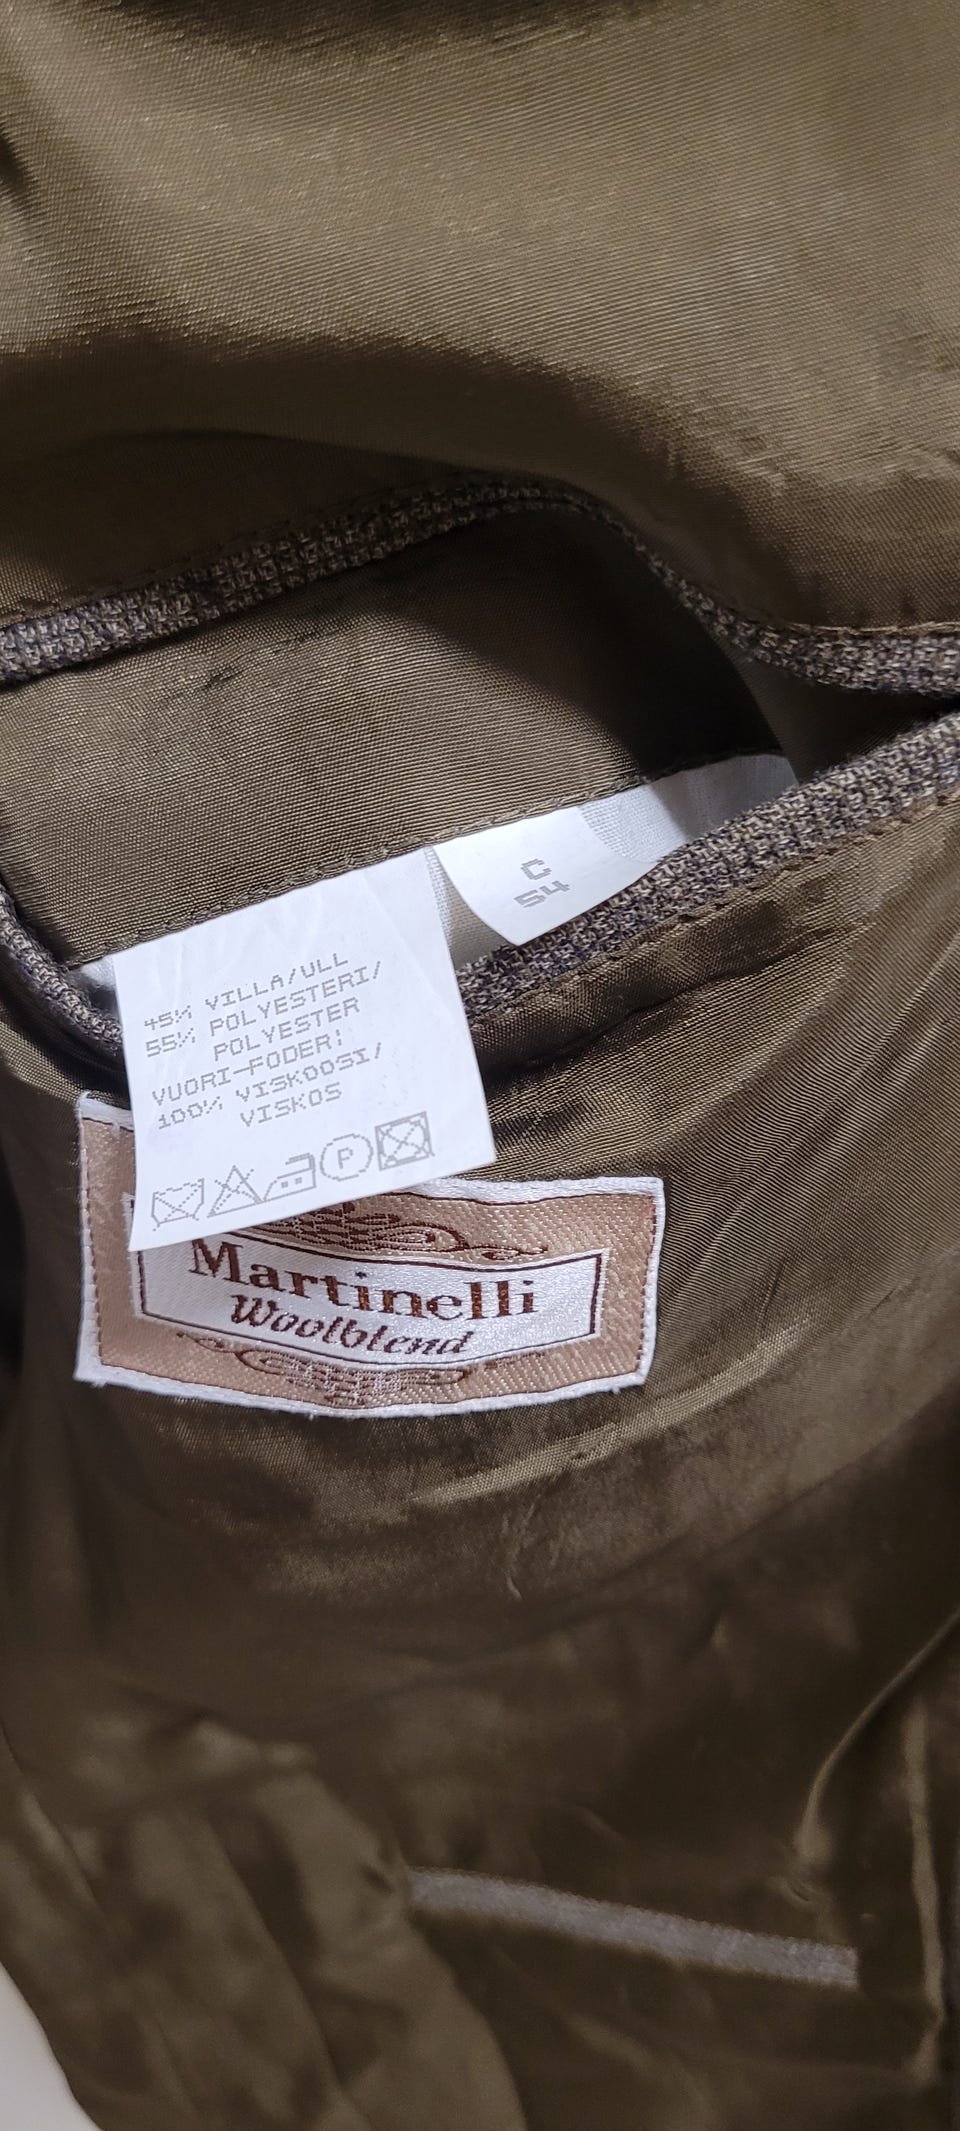 C
54
45% VILLA/ULL
55% POLYESTERI/
POLYESTER
VUORI-FODER:
100% VISKOOSI/
VISKOS
P
Martinelli
Woolblend